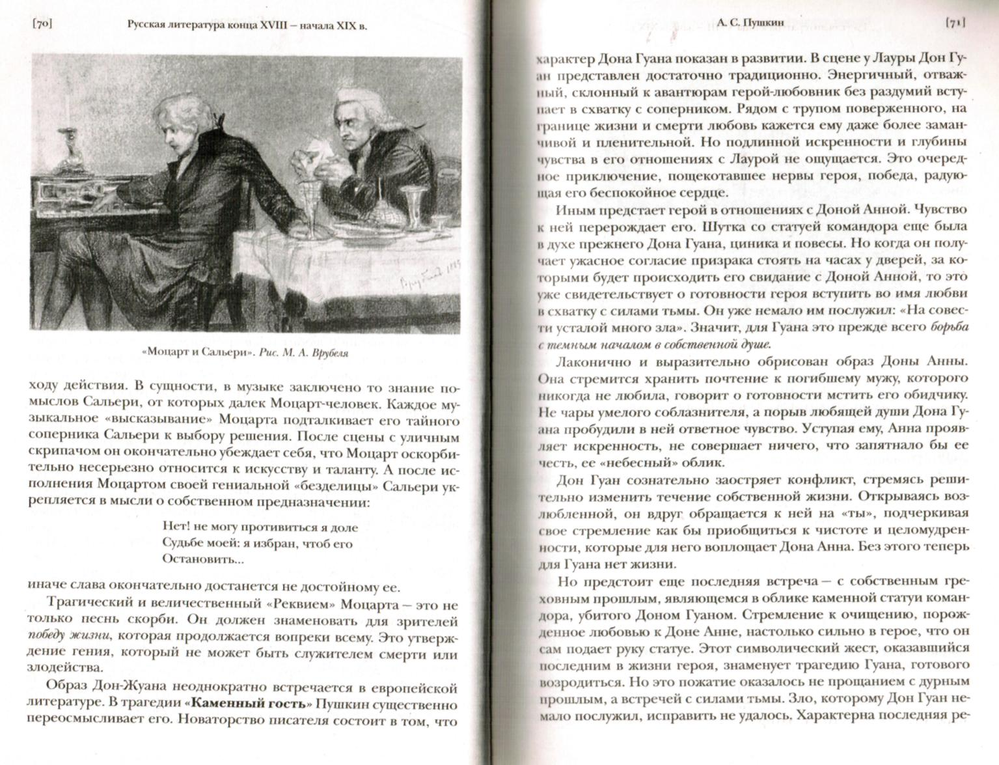 [70]
Русская литература конца XVIII – начала XIX в.
Врубель 1884
«Моцарт и Сальери». Рис. М. А. Врубеля
ходу действия. В сущности, в музыке заключено то знание по-
мыслов Сальери, от которых далек Моцарт-человек. Каждое му-
зыкальное «высказывание» Моцарта подталкивает его тайного
соперника Сальери к выбору решения. После сцены с уличным
скрипачом он окончательно убеждает себя, что Моцарт оскорби-
тельно несерьезно относится к искусству и таланту. А после ис-
полнения Моцартом своей гениальной «безделицы» Сальери ук-
репляется в мысли о собственном предназначении:
Нет! не могу противиться я доле
Судьбе моей: я избран, чтоб его
Остановить...
иначе слава окончательно достанется не достойному ее.
Трагический и величественный «Реквием» Моцарта – это не
только песнь скорби. Он должен знаменовать для зрителей
победу жизни, которая продолжается вопреки всему. Это утверж-
дение гения, который не может быть служителем смерти или
злодейства.
Образ Дон-Жуана неоднократно встречается в европейской
литературе. В трагедии «Каменный гость» Пушкин существенно
переосмысливает его. Новаторство писателя состоит в том, что
А. С. Пушкин
[71]
характер Дона Гуана показан в развитии. В сцене у Лауры Дон Гу-
ан представлен достаточно традиционно. Энергичный, отваж-
ный, склонный к авантюрам герой-любовник без раздумий всту-
пает в схватку с соперником. Рядом с трупом поверженного, на
границе жизни и смерти любовь кажется ему даже более заман-
чивой и пленительной. Но подлинной искренности и глубины
чувства в его отношениях с Лаурой не ощущается. Это очеред-
ное приключение, пощекотавшее нервы героя, победа, радую-
щая его беспокойное сердце.
Иным предстает герой в отношениях с Доной Анной. Чувство
к ней перерождает его. Шутка со статуей командора еще была
в духе прежнего Дона Гуана, циника и повесы. Но когда он полу-
чает ужасное согласие призрака стоять на часах у дверей, за ко-
торыми будет происходить его свидание с Доной Анной, то это
уже свидетельствует о готовности героя вступить во имя любви
в схватку с силами тьмы. Он уже немало им послужил: «На совес-
ти усталой много зла». Значит, для Гуана это прежде всего борьба
с темным началом в собственной душе.
Лаконично и выразительно обрисован образ Доны Анны.
Она стремится хранить почтение к погибшему мужу, которого
никогда не любила, говорит о готовности мстить его обидчику.
Не чары умелого соблазнителя, а порыв любящей души Дона Гу-
ана пробудили в ней ответное чувство. Уступая ему, Анна прояв-
ляет искренность, не совершает ничего, что запятнало бы ее
честь, ее «небесный» облик.
Дон Гуан сознательно заостряет конфликт, стремясь реши-
тельно изменить течение собственной жизни. Открываясь воз-
любленной, он вдруг обращается к ней на «ты», подчеркивая
свое стремление как бы приобщиться к чистоте и целомудрен-
ности, которые для него воплощает Дона Анна. Без этого теперь
для Гуана нет жизни.
Но предстоит еще последняя встреча – с собственным гре-
ховным прошлым, являющемся в облике каменной статуи коман-
дора, убитого Доном Гуаном. Стремление к очищению, порож-
денное любовью к Доне Анне, настолько сильно в герое, что он
сам подает руку статуе. Этот символический жест, оказавшийся
последним в жизни героя, знаменует трагедию Гуана, готового
возродиться. Но это пожатие оказалось не прощанием с дурным
прошлым, а встречей с силами тьмы. Зло, которому Дон Гуан не-
мало послужил, исправить не удалось. Характерна последняя ре-